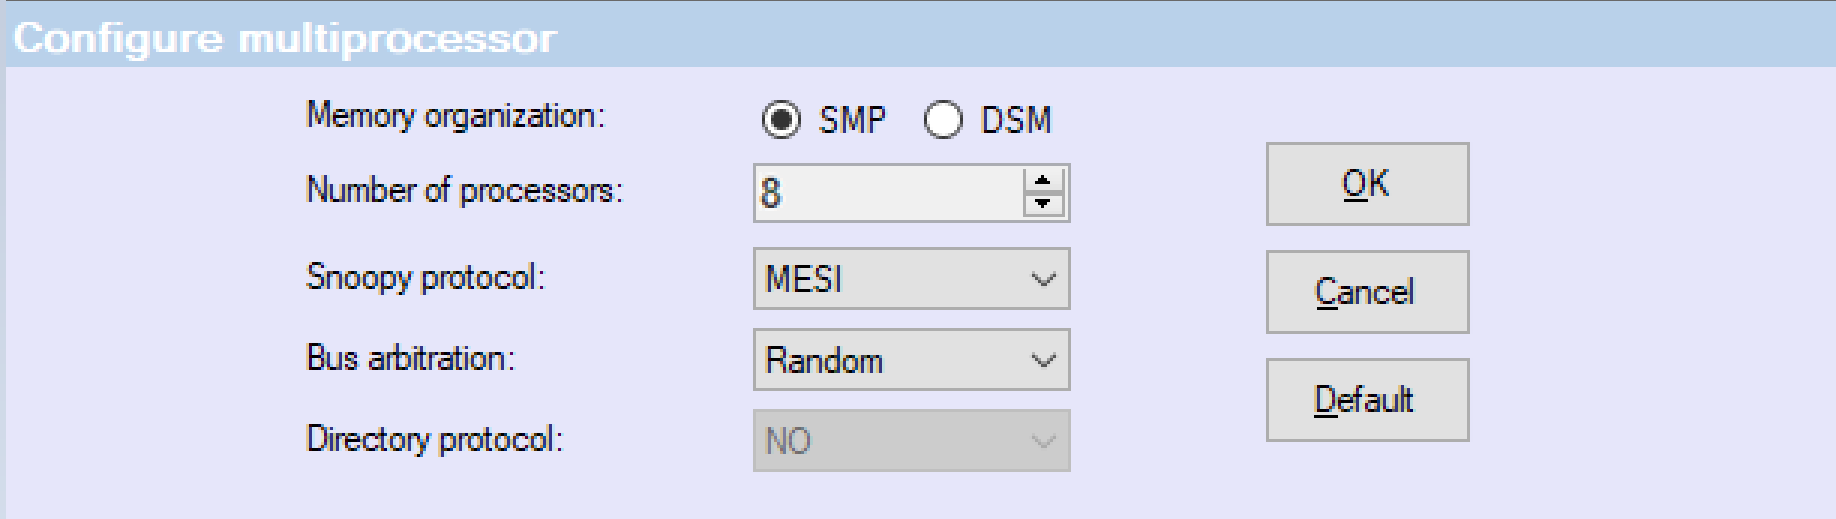 Configure multiprocessor
Memory organization: SMP DSM
Number of processors: 8
OK
Snoopy protocol: MESI
Cancel
Bus arbitration: Random
Default
Directory protocol: NO